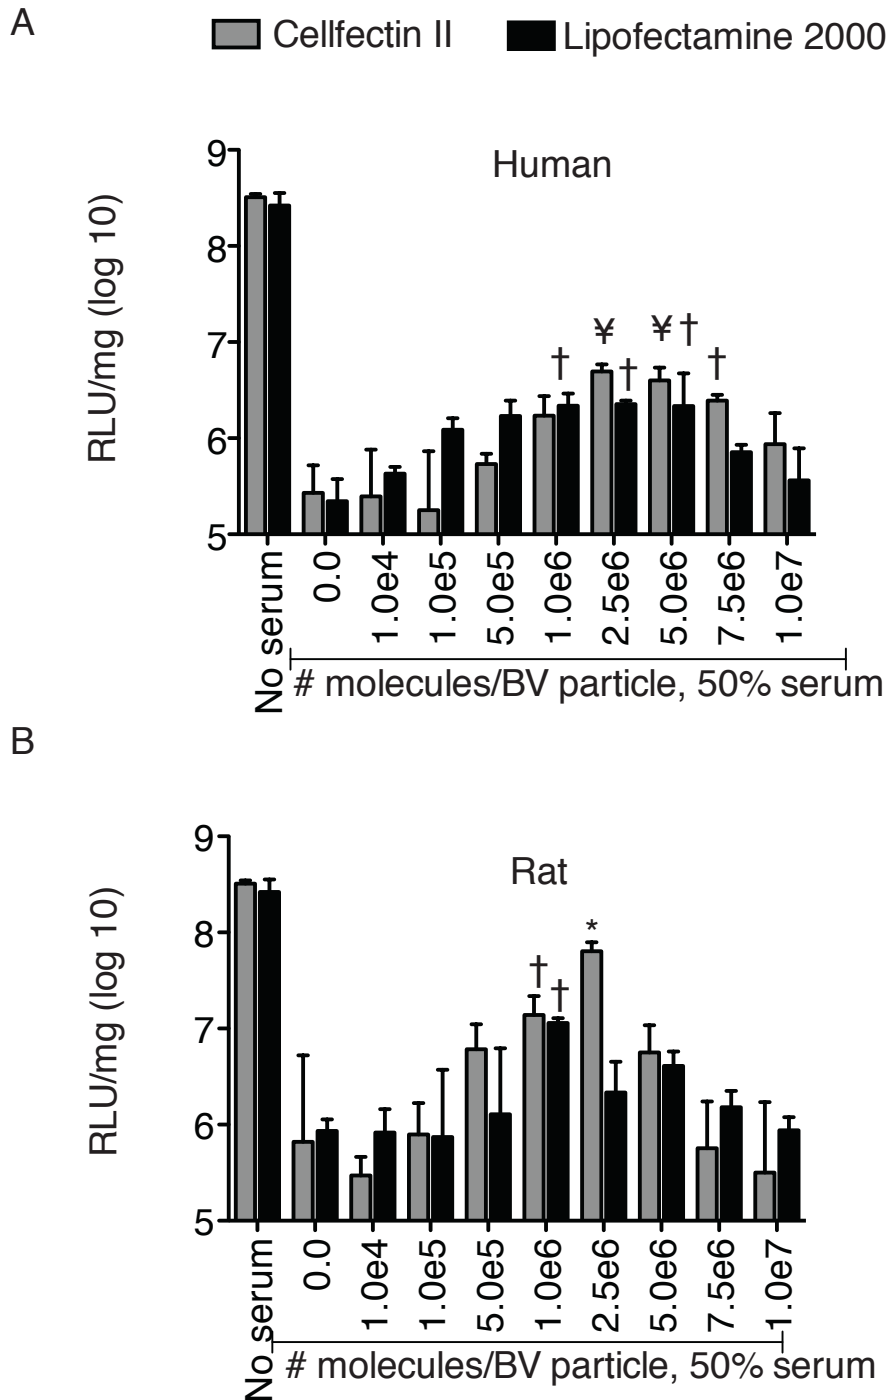 A
Cellfectin II
Lipofectamine 2000
Human
RLU/mg (log 10)
9
8
7
6
5
† ¥ † ¥ † †
No serum
0.0
1.0e4
1.0e5
5.0e5
1.0e6
2.5e6
5.0e6
7.5e6
1.0e7
# molecules/BV particle, 50% serum
B
Rat
RLU/mg (log 10)
9
8
7
6
5
† † *
No serum
0.0
1.0e4
1.0e5
5.0e5
1.0e6
2.5e6
5.0e6
7.5e6
1.0e7
# molecules/BV particle, 50% serum